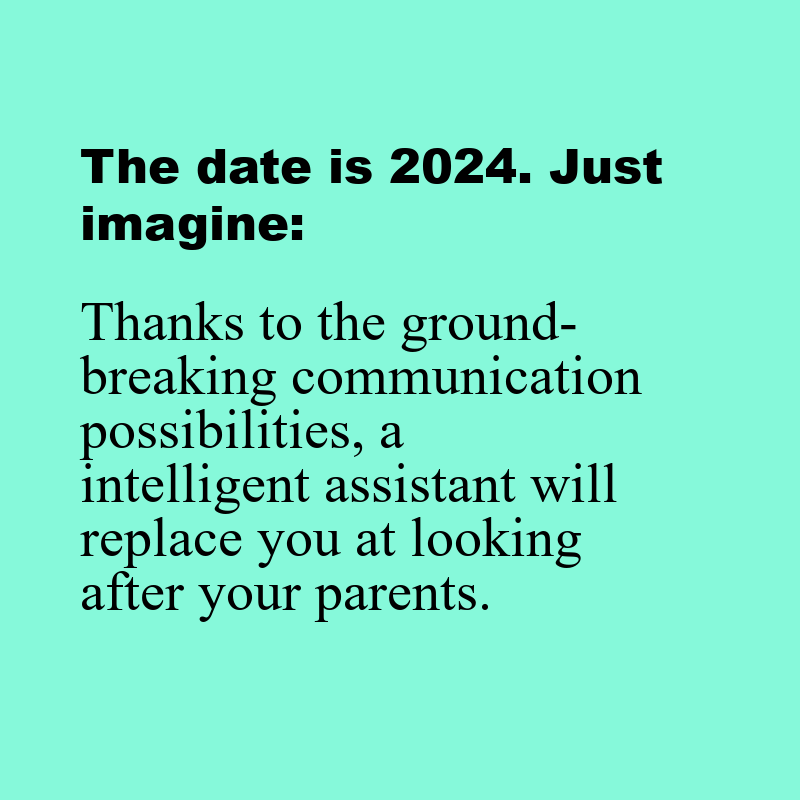 The date is 2024. Just
imagine:
Thanks to the ground-
breaking communication
possibilities, a
intelligent assistant will
replace you at looking
after your parents.